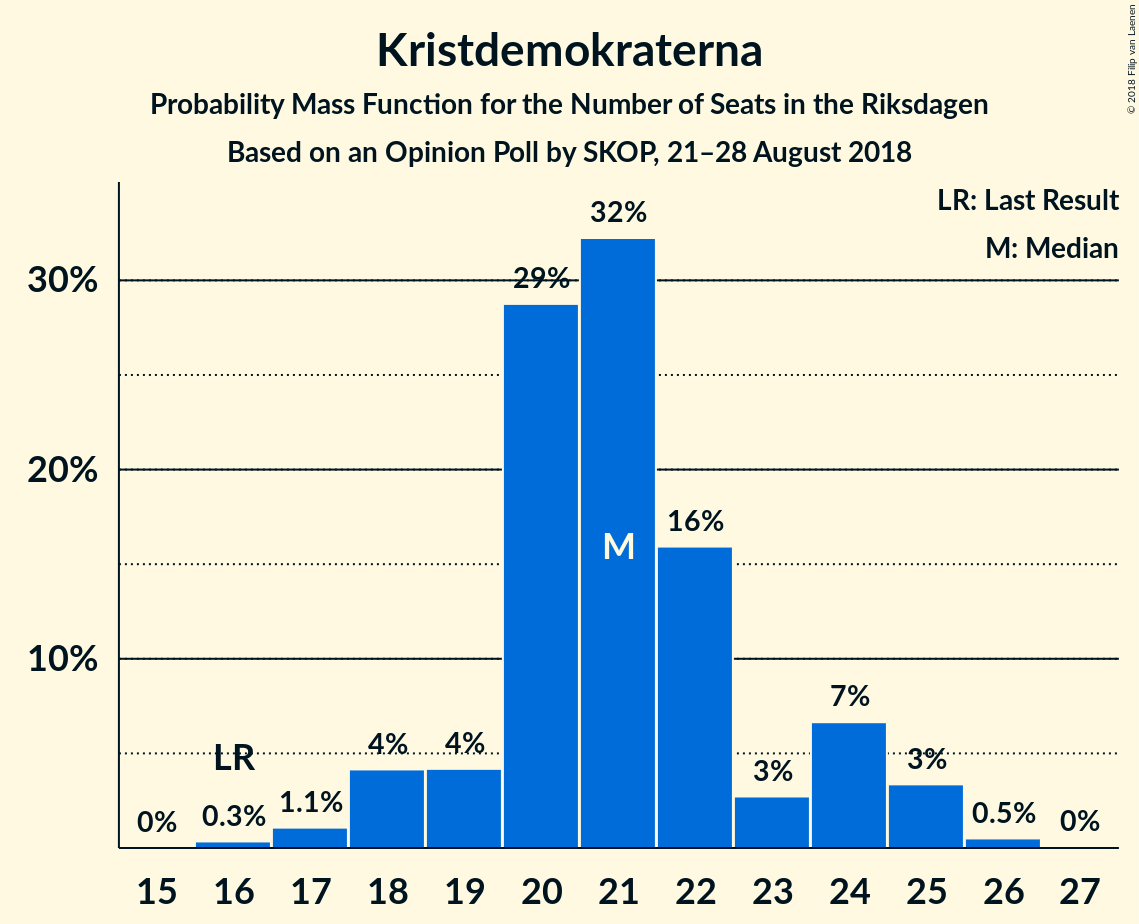 Kristdemokraterna
Probability Mass Function for the Number of Seats in the Riksdagen
Based on an Opinion Poll by SKOP, 21–28 August 2018
© 2018 Filip van Laenen
LR: Last Result
M: Median
30%
20%
10%
0%
0.3%
LR
1.1%
4%
4%
29%
32%
M
16%
3%
7%
3%
0.5%
0%
15 16 17 18 19 20 21 22 23 24 25 26 27